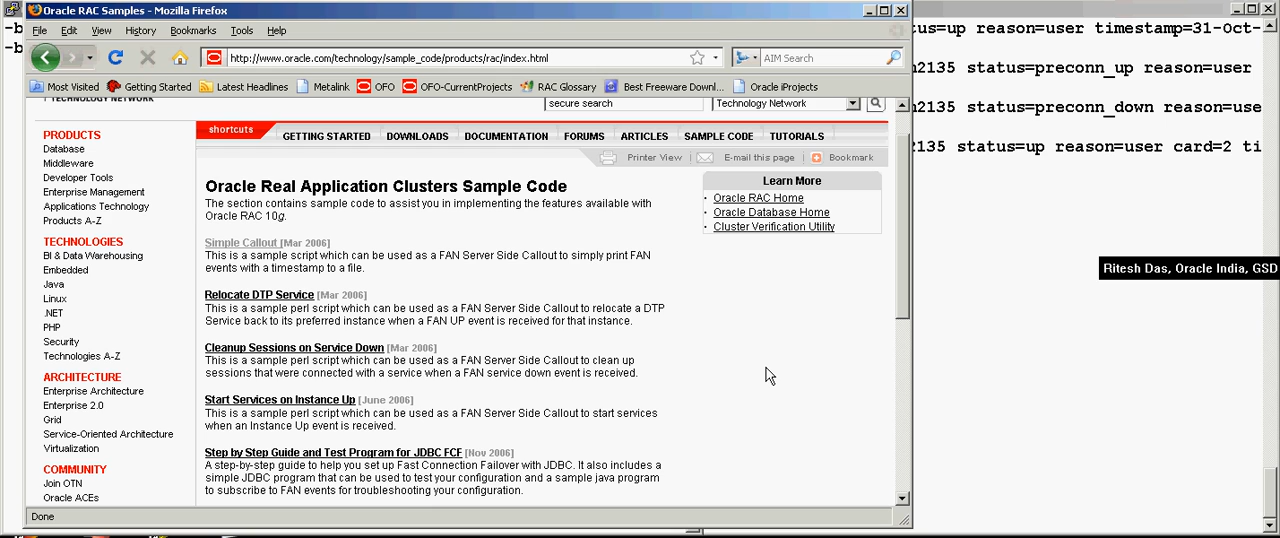 Oracle RAC Samples - Mozilla Firefox
-b
-b
File Edit View History Bookmarks Tools Help
http://www.oracle.com/technology/sample_code/products/rac/index.html
AIM Search
Most Visited Getting Started Latest Headlines Metalink OFO OFO-CurrentProjects RAC Glossary Best Freeware Downl... Oracle iProjects
TECHNOLOGY NETWORK
secure search Technology Network
shortcuts GETTING STARTED DOWNLOADS DOCUMENTATION FORUMS ARTICLES SAMPLE CODE TUTORIALS
Printer View E-mail this page Bookmark
PRODUCTS
Database
Middleware
Developer Tools
Enterprise Management
Applications Technology
Products A-Z
TECHNOLOGIES
BI & Data Warehousing
Embedded
Java
Linux
.NET
PHP
Security
Technologies A-Z
ARCHITECTURE
Enterprise Architecture
Enterprise 2.0
Grid
Service-Oriented Architecture
Virtualization
COMMUNITY
Join OTN
Oracle ACEs
Oracle Real Application Clusters Sample Code
The section contains sample code to assist you in implementing the features available with
Oracle RAC 10g.
Simple Callout [Mar 2006]
This is a sample script which can be used as a FAN Server Side Callout to simply print FAN
events with a timestamp to a file.
Relocate DTP Service [Mar 2006]
This is a sample perl script which can be used as a FAN Server Side Callout to relocate a DTP
Service back to its preferred instance when a FAN UP event is received for that instance.
Cleanup Sessions on Service Down [Mar 2006]
This is a sample perl script which can be used as a FAN Server Side Callout to clean up
sessions that were connected with a service when a FAN service down event is received.
Start Services on Instance Up [June 2006]
This is a sample perl script which can be used as a FAN Server Side Callout to start services
when an Instance Up event is received.
Step by Step Guide and Test Program for JDBC FCF [Nov 2006]
A step-by-step guide to help you set up Fast Connection Failover with JDBC. It also includes a
simple JDBC program that can be used to test your configuration and a sample java program
to subscribe to FAN events for troubleshooting your configuration.
Learn More
Oracle RAC Home
Oracle Database Home
Cluster Verification Utility
Done
tus=up reason=user timestamp=31-Oct-
n2135 status=preconn_up reason=user
n2135 status=preconn_down reason=use
2135 status=up reason=user card=2 ti
Ritesh Das, Oracle India, GSD